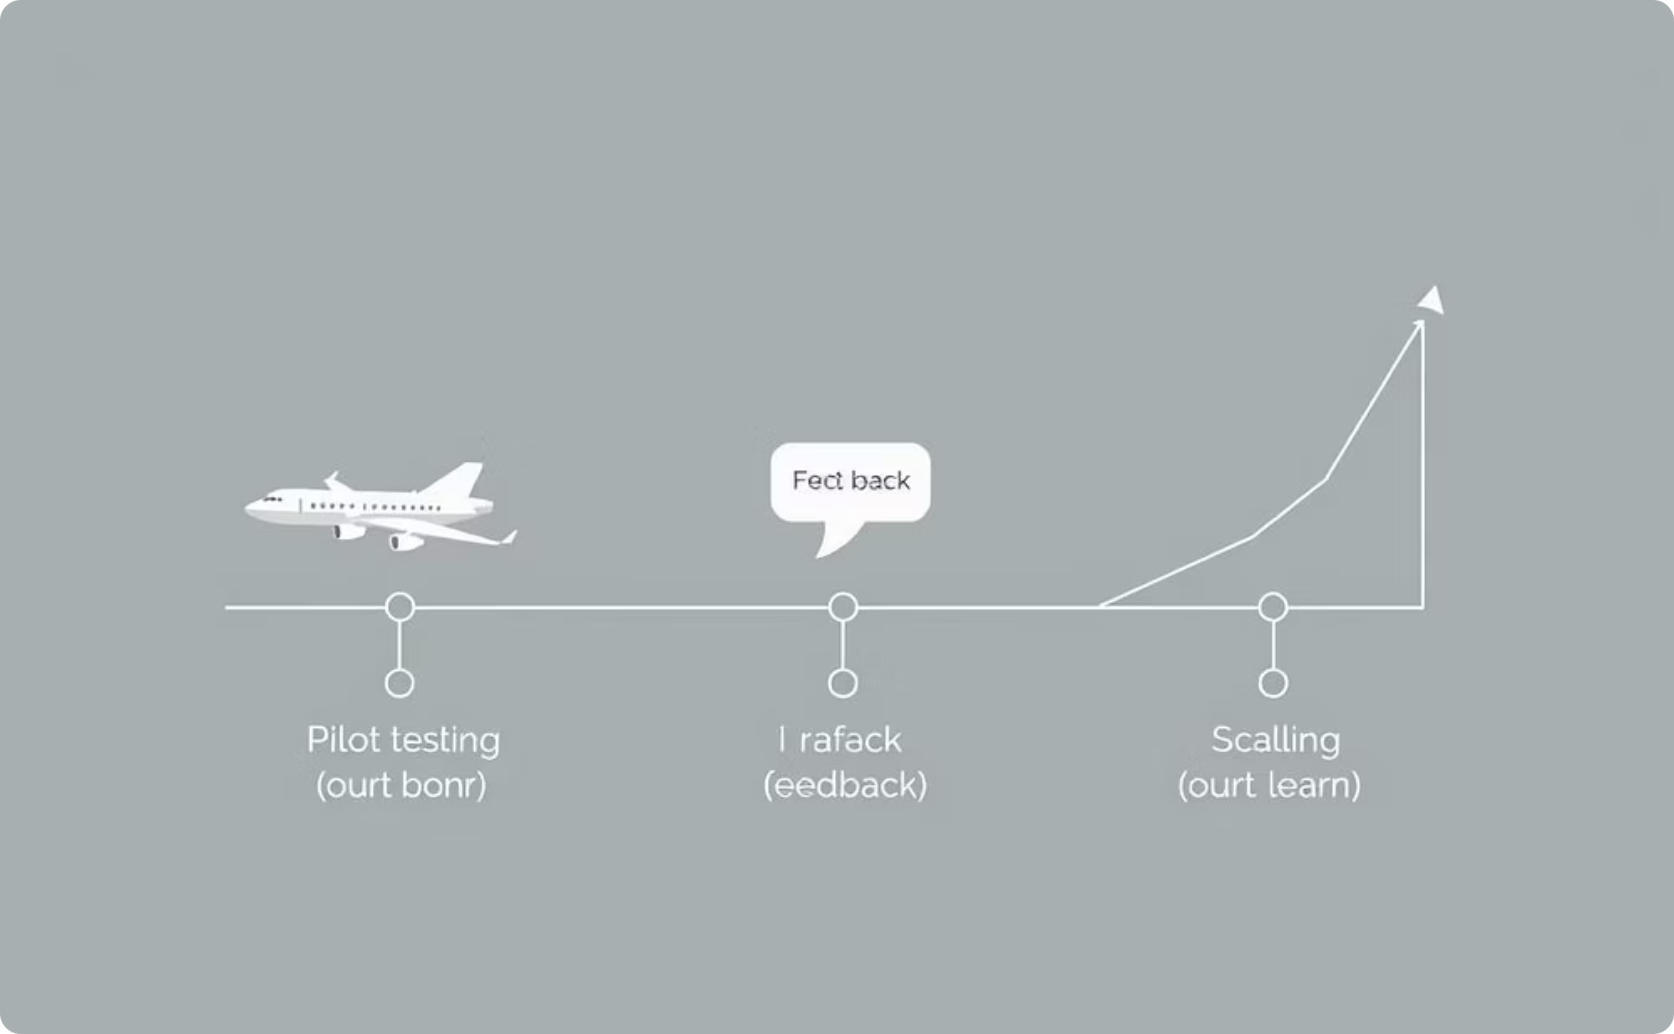 Fect back
Pilot testing
(ourt bonr)
I rafack
(eedback)
Scalling
(ourt learn)